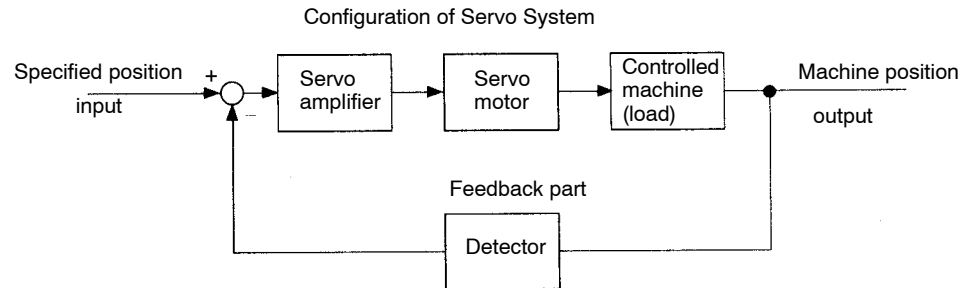 Configuration of Servo System
Specified position
input
+
−
Servo
amplifier
Servo
motor
Controlled
machine
(load)
Machine position
output
Feedback part
Detector